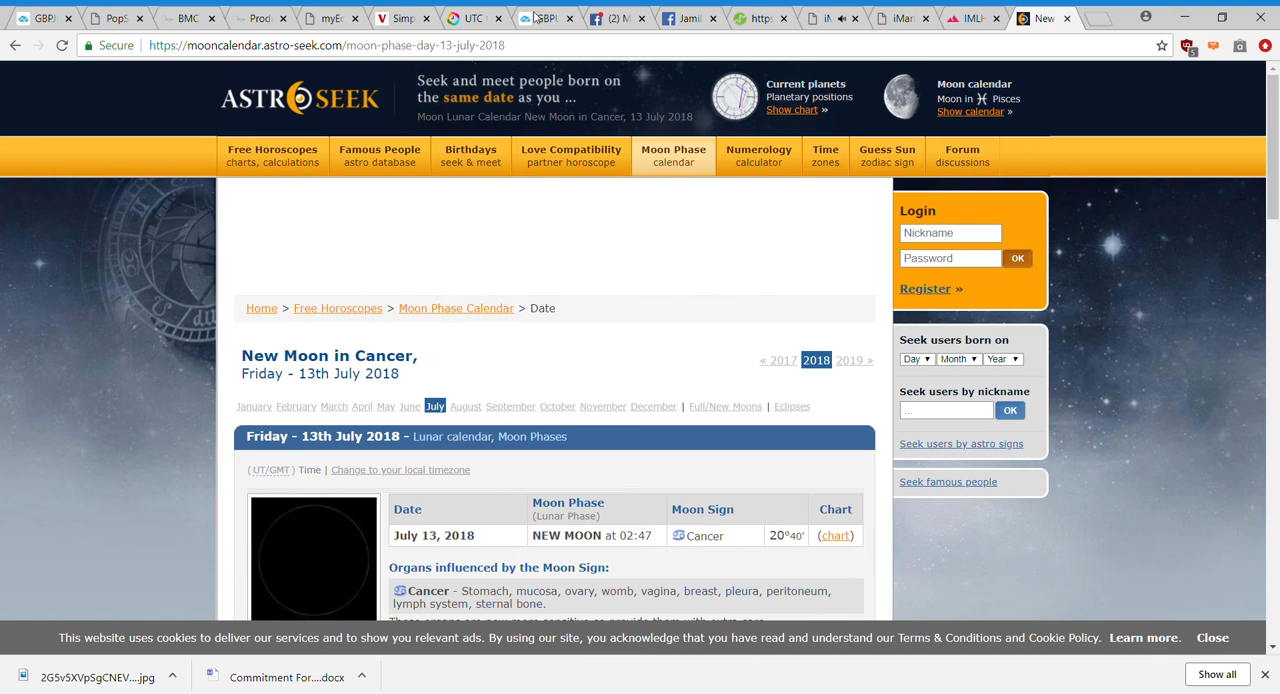 GBPJ
PopS
BMC
Prod
myEc
Simp
UTC
GBPU
(2) M
Jamil
https
iM
iMari
IMLH
New
Secure
https://mooncalendar.astro-seek.com/moon-phase-day-13-july-2018
5
ASTROSEEK
Seek and meet people born on
the same date as you ...
Moon Lunar Calendar New Moon in Cancer, 13 July 2018
Current planets
Planetary positions
Show chart »
Moon calendar
Moon in ♓ Pisces
Show calendar »
Free Horoscopes
charts, calculations
Famous People
astro database
Birthdays
seek & meet
Love Compatibility
partner horoscope
Moon Phase
calendar
Numerology
calculator
Time
zones
Guess Sun
zodiac sign
Forum
discussions
Login
Nickname
Password
OK
Register »
Home > Free Horoscopes > Moon Phase Calendar > Date
Seek users born on
Day ▼ Month ▼ Year ▼
Seek users by nickname
...
OK
Seek users by astro signs
Seek famous people
New Moon in Cancer,
Friday - 13th July 2018
« 2017 2018 2019 »
January February March April May June July August September October November December | Full/New Moons | Eclipses
Friday - 13th July 2018 - Lunar calendar, Moon Phases
( UT/GMT ) Time | Change to your local timezone
Date
Moon Phase
(Lunar Phase)
Moon Sign
Chart
July 13, 2018
NEW MOON at 02:47
♋ Cancer
20°40'
(chart)
Organs influenced by the Moon Sign:
♋ Cancer - Stomach, mucosa, ovary, womb, vagina, breast, pleura, peritoneum,
lymph system, sternal bone.
This website uses cookies to deliver our services and to show you relevant ads. By using our site, you acknowledge that you have read and understand our Terms & Conditions and Cookie Policy. Learn more. Close
2G5v5XVpSgCNEV....jpg
Commitment For....docx
Show all